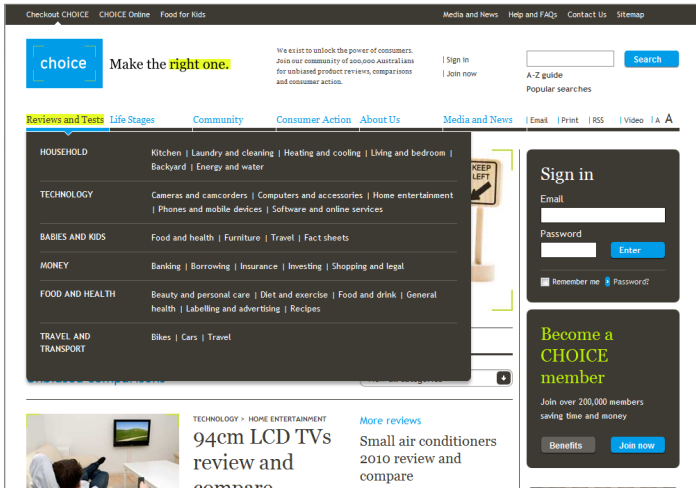 Checkout CHOICE CHOICE Online Food for Kids
Media and News Help and FAQs Contact Us Sitemap
choice
Make the right one.
We exist to unlock the power of consumers.
Join our community of 200,000 Australians
for unbiased product reviews, comparisons
and consumer action.
| Sign in
| Join now
Search
A-Z guide
Popular searches
Reviews and Tests Life Stages Community Consumer Action About Us Media and News
| Email | Print | RSS | Video | A A
HOUSEHOLD
Kitchen | Laundry and cleaning | Heating and cooling | Living and bedroom |
Backyard | Energy and water
TECHNOLOGY
Cameras and camcorders | Computers and accessories | Home entertainment
| Phones and mobile devices | Software and online services
BABIES AND KIDS
Food and health | Furniture | Travel | Fact sheets
MONEY
Banking | Borrowing | Insurance | Investing | Shopping and legal
FOOD AND HEALTH
Beauty and personal care | Diet and exercise | Food and drink | General
health | Labelling and advertising | Recipes
TRAVEL AND
TRANSPORT
Bikes | Cars | Travel
KEEP
LEFT
Sign in
Email
Password
Enter
Remember me
Password?
Become a
CHOICE
member
Join over 200,000 members
saving time and money
Benefits
Join now
TECHNOLOGY > HOME ENTERTAINMENT
94cm LCD TVs
review and
compare
More reviews
Small air conditioners
2010 review and
compare